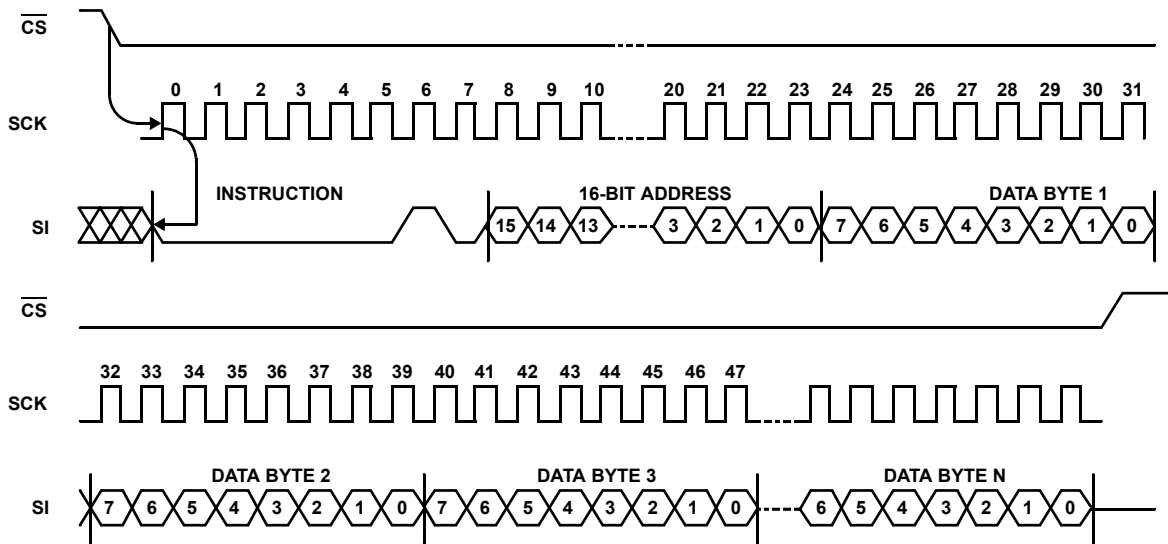 CS
0 1 2 3 4 5 6 7 8 9 10 20 21 22 23 24 25 26 27 28 29 30 31
SCK
INSTRUCTION 16-BIT ADDRESS DATA BYTE 1
SI 15 14 13 3 2 1 0 7 6 5 4 3 2 1 0
CS
32 33 34 35 36 37 38 39 40 41 42 43 44 45 46 47
SCK
DATA BYTE 2 DATA BYTE 3 DATA BYTE N
SI 7 6 5 4 3 2 1 0 7 6 5 4 3 2 1 0 6 5 4 3 2 1 0